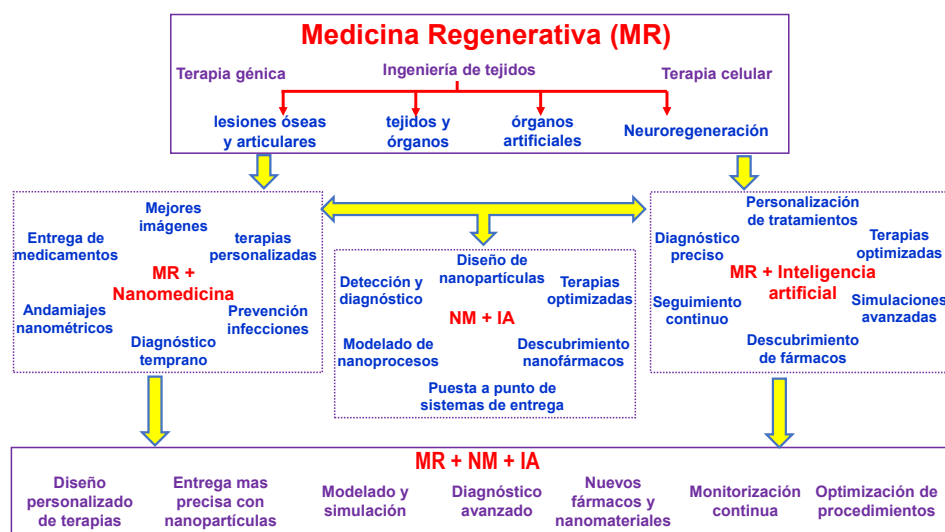 Medicina Regenerativa (MR)
Terapia génica
Ingeniería de tejidos
Terapia celular
lesiones óseas
y articulares
tejidos y
órganos
órganos
artificiales
Neuroregeneración
Mejores
imágenes
Entrega de
medicamentos
terapias
personalizadas
MR +
Nanomedicina
Andamiajes
nanométricos
Prevención
infecciones
Diagnóstico
temprano
Diseño de
nanopartículas
Detección y
diagnóstico
Terapias
optimizadas
NM + IA
Modelado de
nanoprocesos
Descubrimiento
nanofármacos
Puesta a punto de
sistemas de entrega
Personalización
de tratamientos
Diagnóstico
preciso
Terapias
optimizadas
MR + Inteligencia
artificial
Seguimiento
continuo
Simulaciones
avanzadas
Descubrimiento
de fármacos
MR + NM + IA
Diseño
personalizado
de terapias
Entrega mas
precisa con
nanopartículas
Modelado y
simulación
Diagnóstico
avanzado
Nuevos
fármacos y
nanomateriales
Monitorización
continua
Optimización de
procedimientos